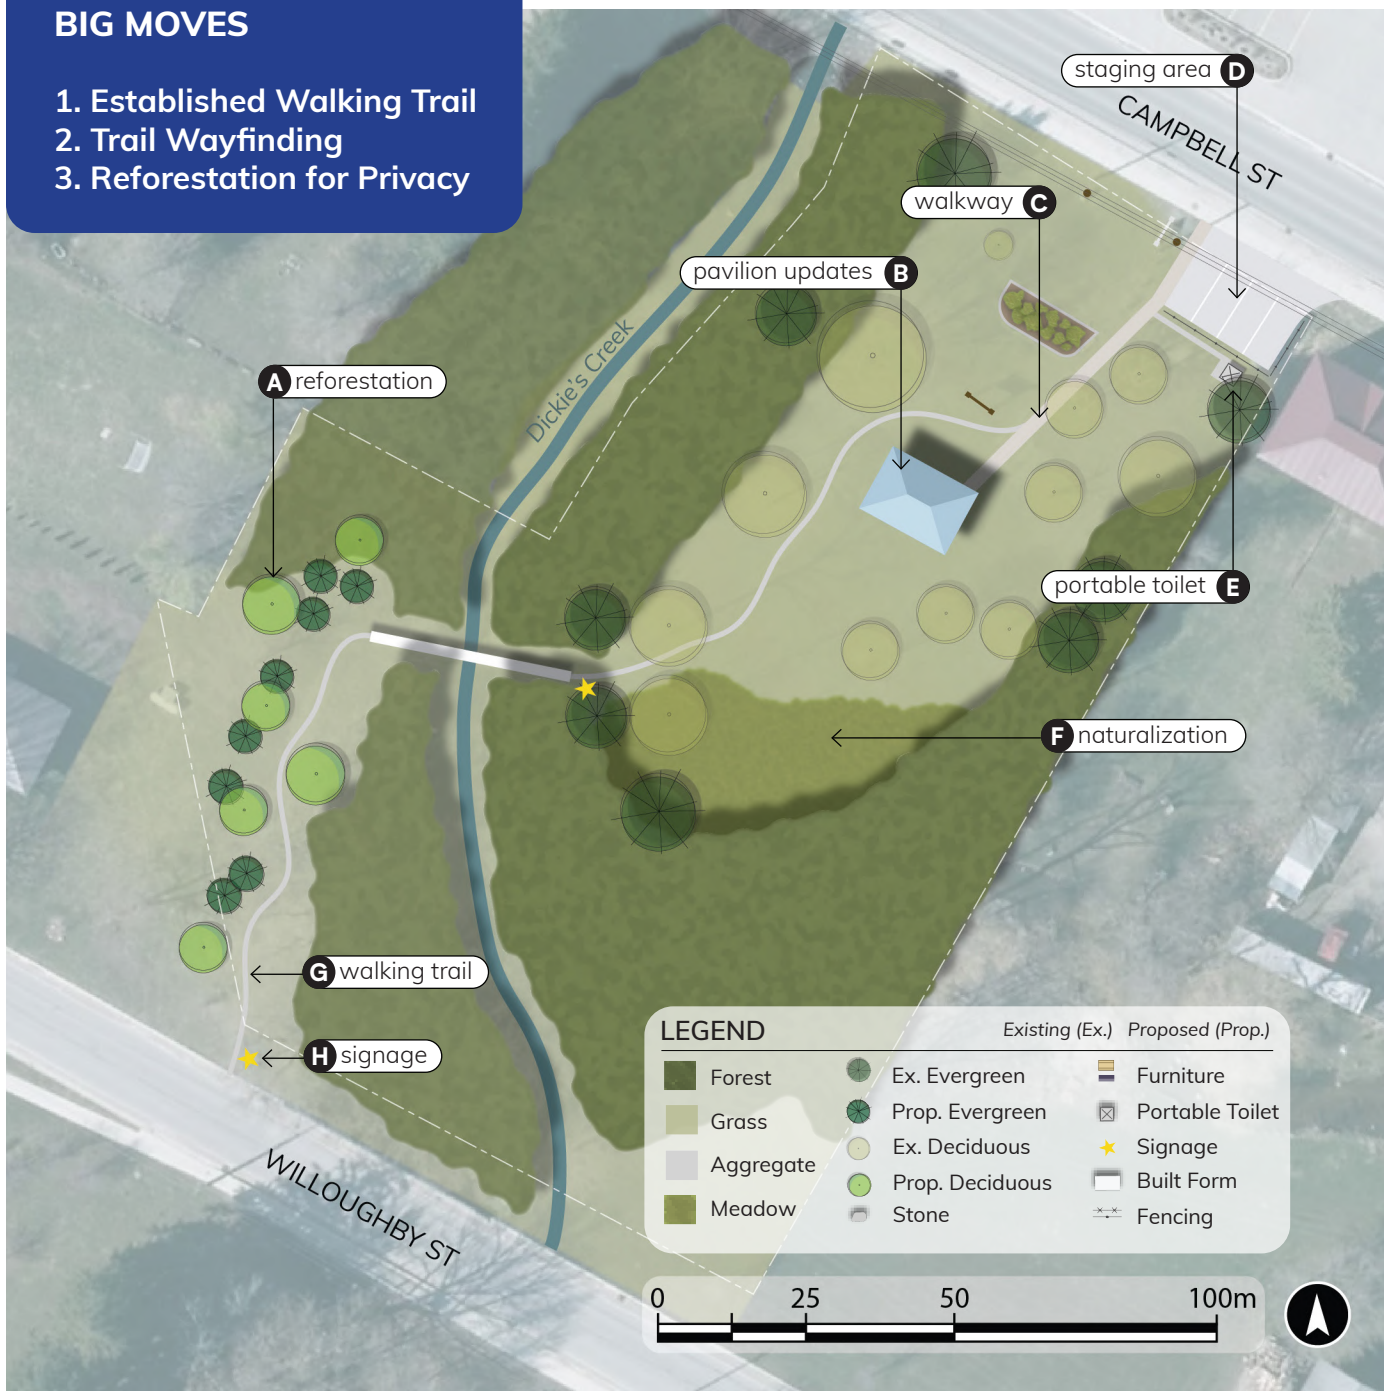 BIG MOVES
1. Established Walking Trail
2. Trail Wayfinding
3. Reforestation for Privacy
staging area D
CAMPBELL ST
walkway C
pavilion updates B
Dickie's Creek
A reforestation
portable toilet E
F naturalization
G walking trail
H signage
WILLOUGHBY ST
LEGEND
Existing (Ex.) Proposed (Prop.)
Forest
Grass
Aggregate
Meadow
Ex. Evergreen
Prop. Evergreen
Ex. Deciduous
Prop. Deciduous
Stone
Furniture
Portable Toilet
Signage
Built Form
Fencing
0 25 50 100m